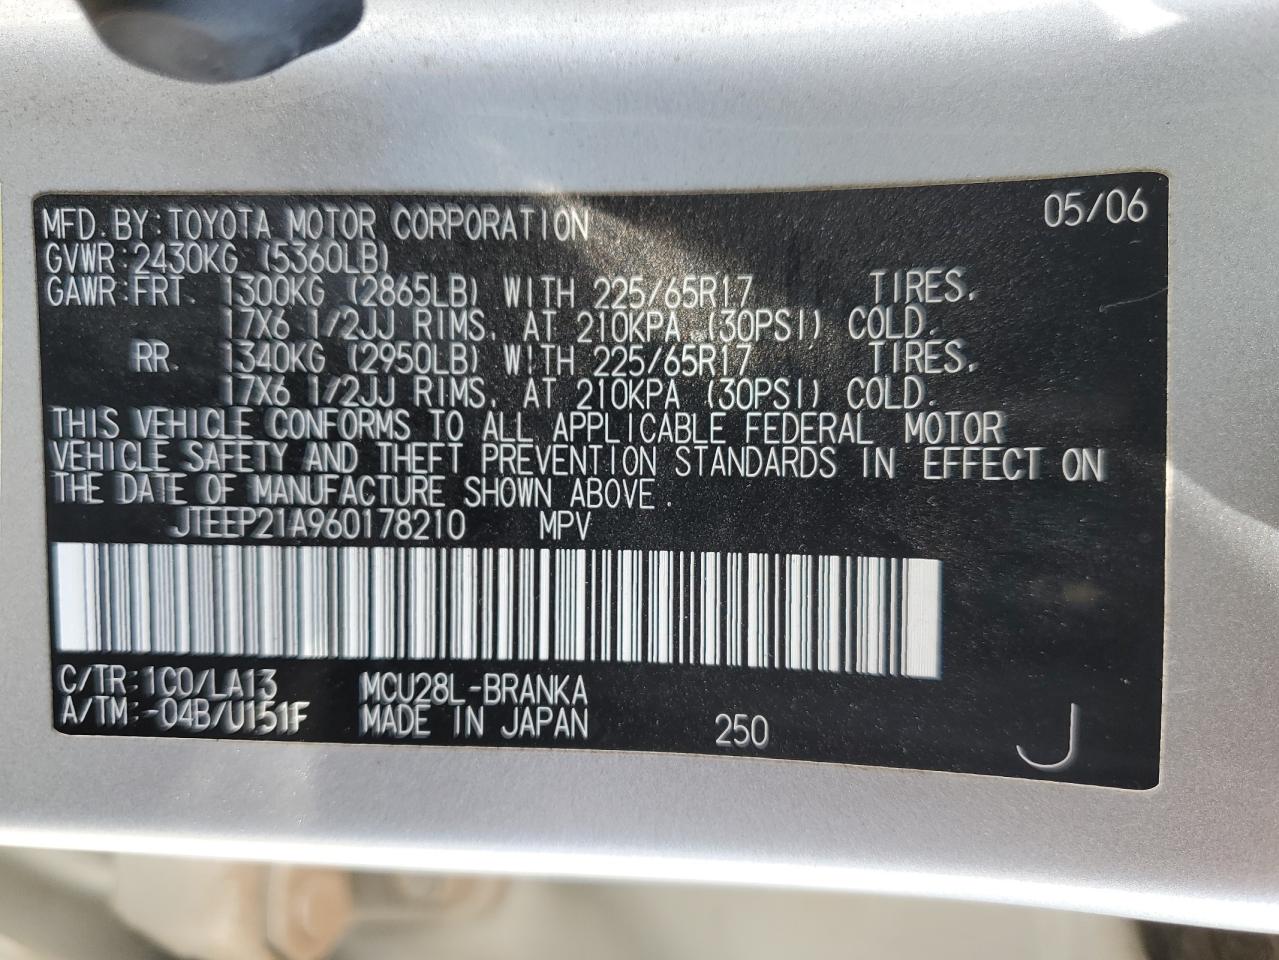 MFD. BY: TOYOTA MOTOR CORPORATION 05/06
GVWR: 2430KG (5360LB)
GAWR: FRT. 1300KG (2865LB) WITH 225/65R17 TIRES,
17X6 1/2JJ RIMS, AT 210KPA (30PSI) COLD.
RR. 1340KG (2950LB) WITH 225/65R17 TIRES,
17X6 1/2JJ RIMS, AT 210KPA (30PSI) COLD.
THIS VEHICLE CONFORMS TO ALL APPLICABLE FEDERAL MOTOR
VEHICLE SAFETY AND THEFT PREVENTION STANDARDS IN EFFECT ON
THE DATE OF MANUFACTURE SHOWN ABOVE.
JTEEP21A960178210 MPV
C/TR: 1C0/LA13 MCU28L-BRANKA
A/TM: -04B/U151F MADE IN JAPAN 250 J